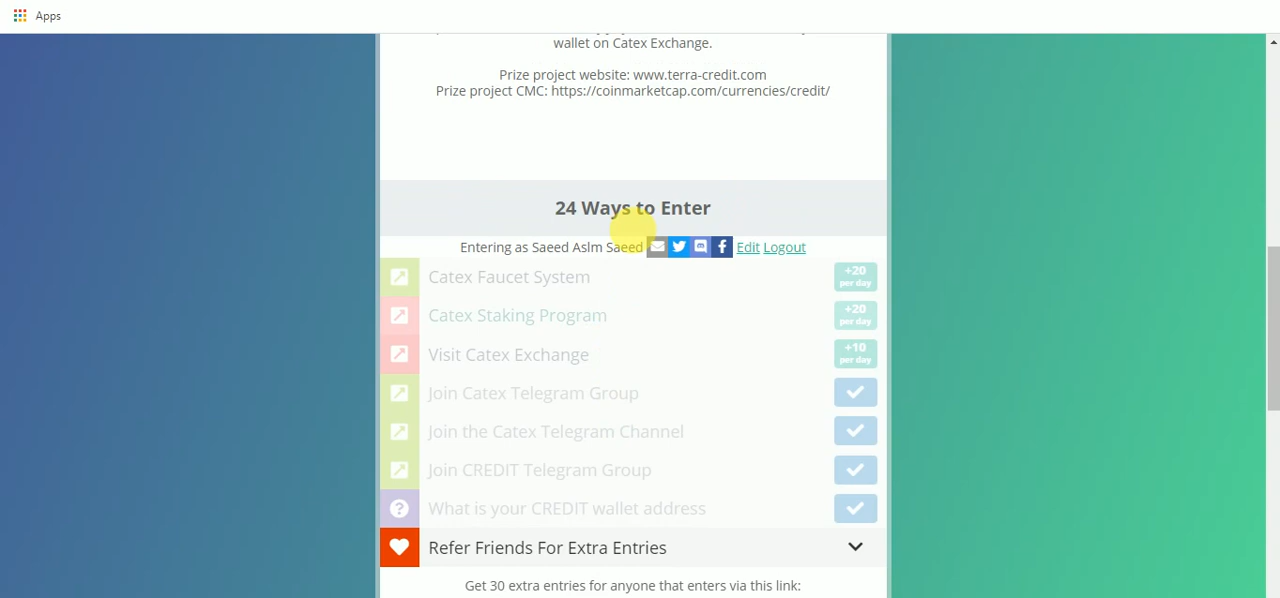 Apps
wallet on Catex Exchange.
Prize project website: www.terra-credit.com
Prize project CMC: https://coinmarketcap.com/currencies/credit/
24 Ways to Enter
Entering as Saeed Aslm Saeed Edit Logout
Catex Faucet System +20 per day
Catex Staking Program +20 per day
Visit Catex Exchange +10 per day
Join Catex Telegram Group
Join the Catex Telegram Channel
Join CREDIT Telegram Group
What is your CREDIT wallet address
Refer Friends For Extra Entries
Get 30 extra entries for anyone that enters via this link: